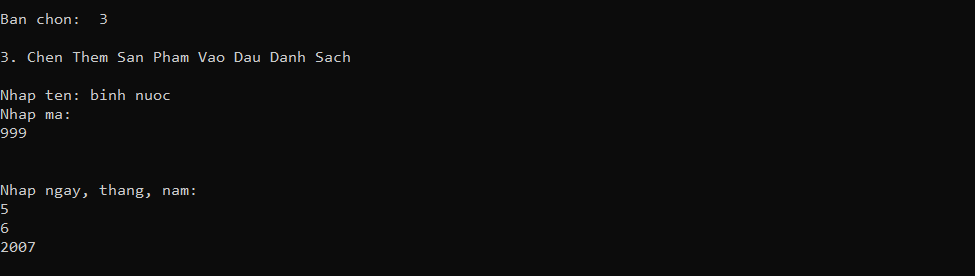 Ban chon:  3
3. Chen Them San Pham Vao Dau Danh Sach
Nhap ten: binh nuoc
Nhap ma:
999
Nhap ngay, thang, nam:
5
6
2007